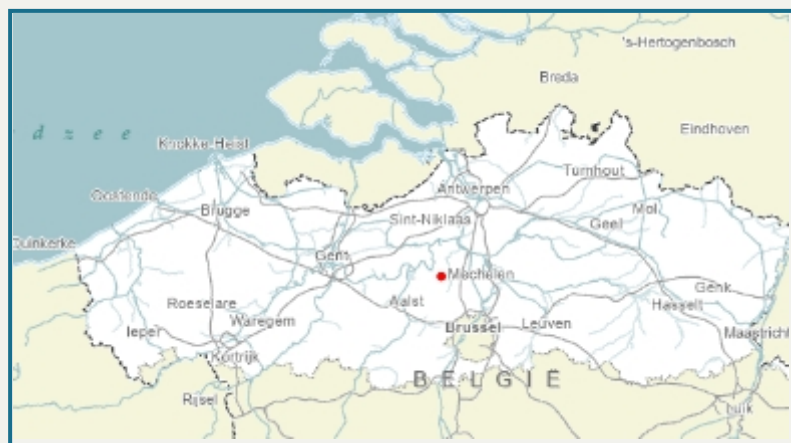 's-Hertogenbosch
Breda
Eindhoven
d z e e
Knokke-Heist
Turnhout
Oostende
Antwerpen
Brugge
Sint-Niklaas
Mol
Geel
Duinkerke
Gent
Mechelen
Genk
Roeselare
Aalst
Hasselt
Ieper
Waregem
Brussel
Leuven
Maastricht
Kortrijk
BELGIË
Rijsel
Luik